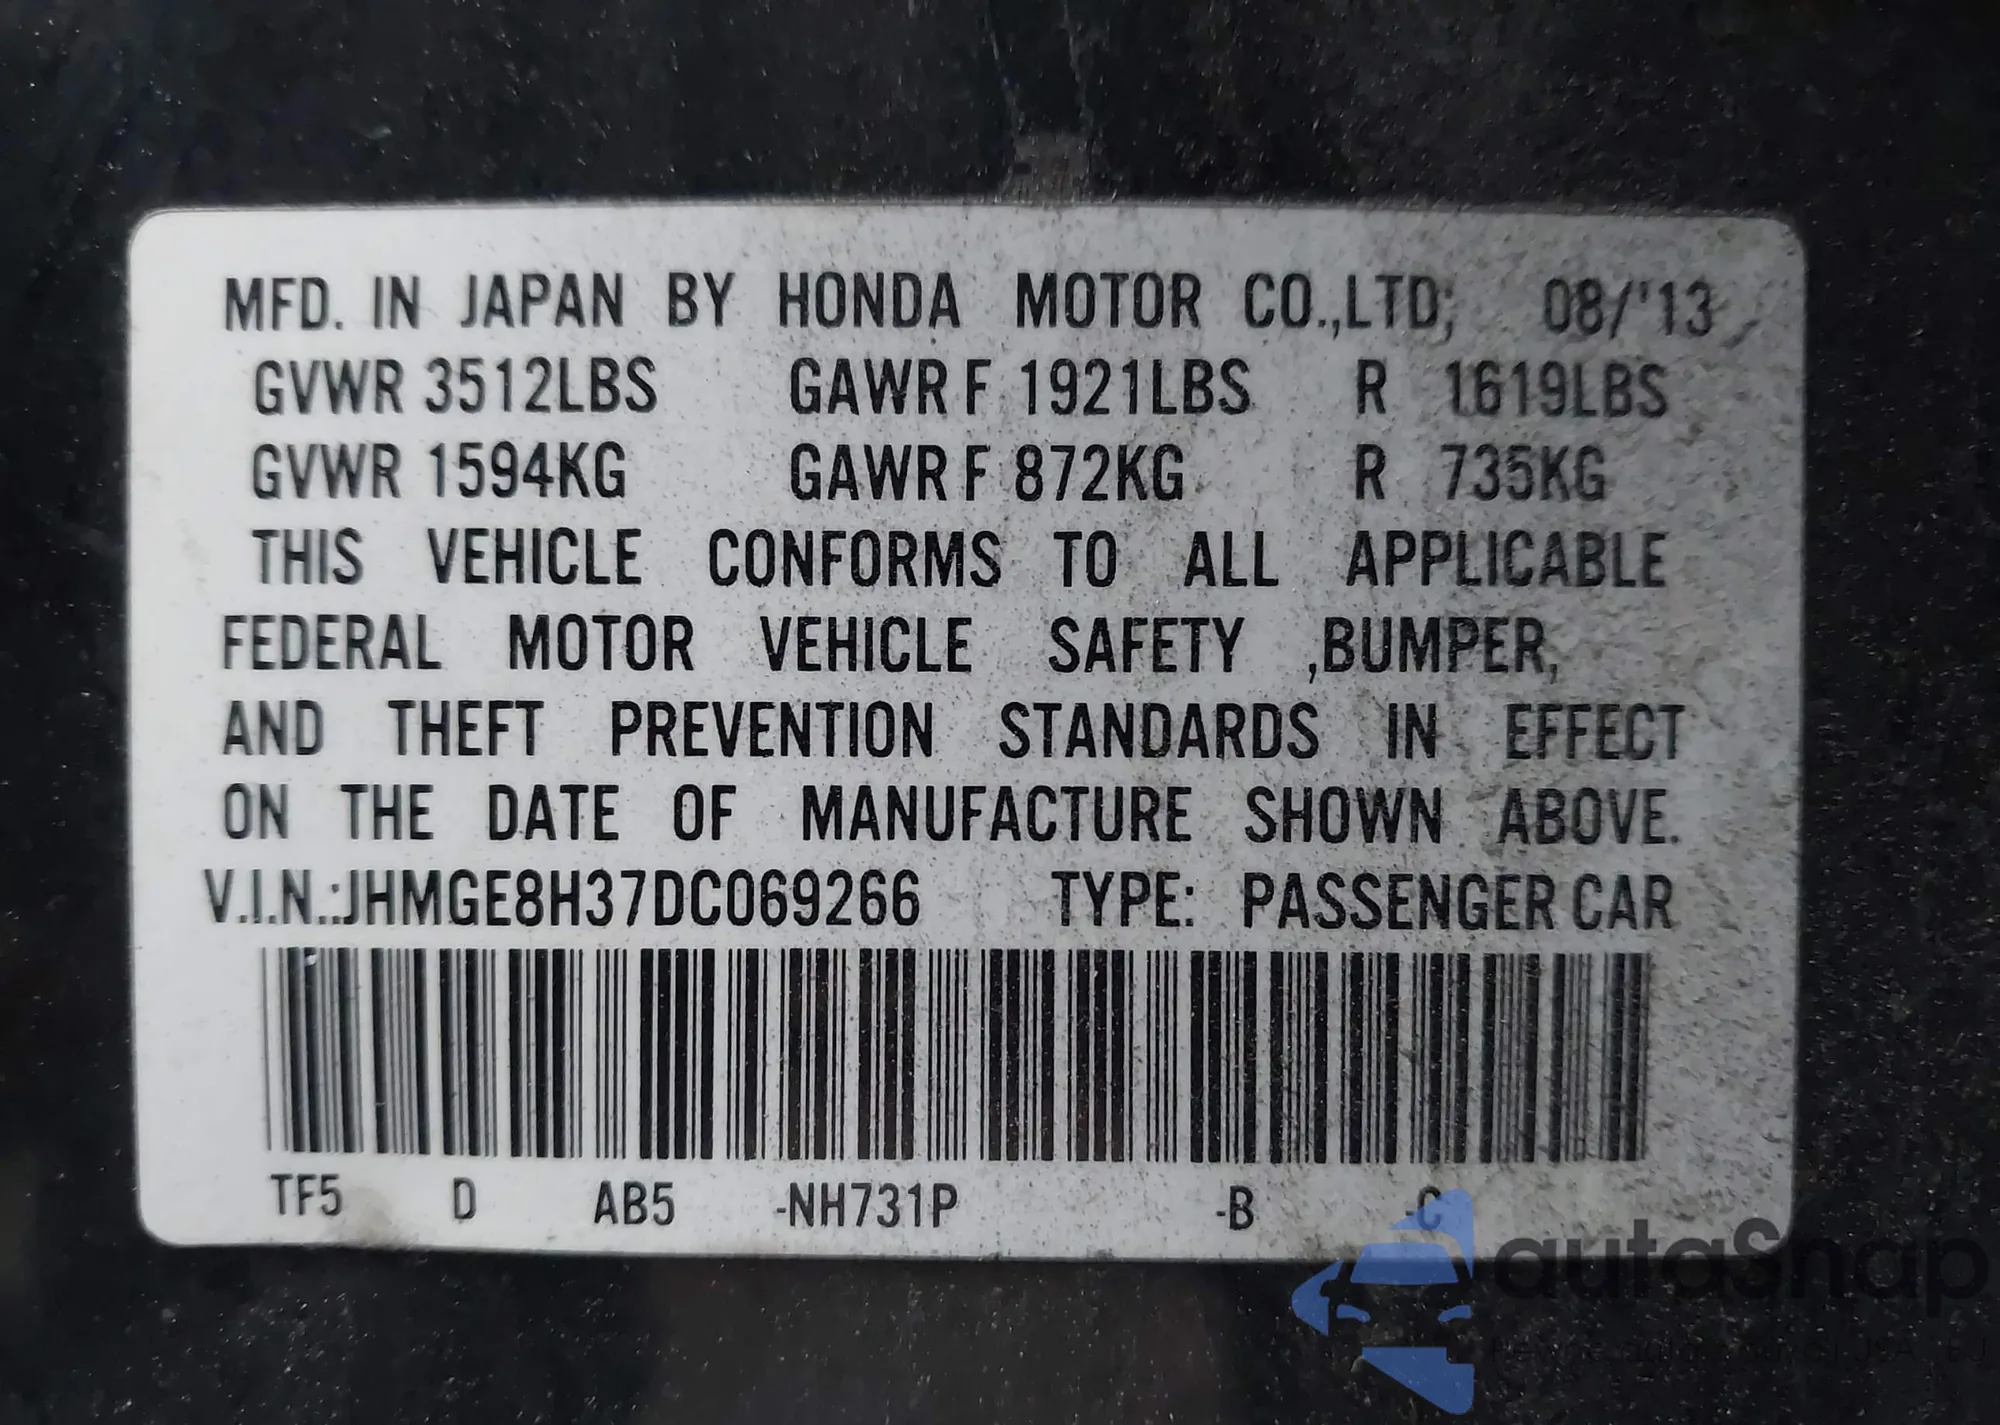 MFD. IN JAPAN BY HONDA MOTOR CO.,LTD; 08/'13
GVWR 3512LBS GAWR F 1921LBS R 1619LBS
GVWR 1594KG GAWR F 872KG R 735KG
THIS VEHICLE CONFORMS TO ALL APPLICABLE
FEDERAL MOTOR VEHICLE SAFETY ,BUMPER,
AND THEFT PREVENTION STANDARDS IN EFFECT
ON THE DATE OF MANUFACTURE SHOWN ABOVE.
V.I.N.:JHMGE8H37DC069266 TYPE: PASSENGER CAR
TF5 D AB5 -NH731P -B -C
autaSnap